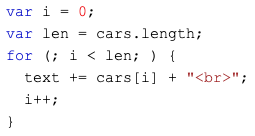 var i = 0;
var len = cars.length;
for (; i < len; ) {
  text += cars[i] + "<br>";
  i++;
}